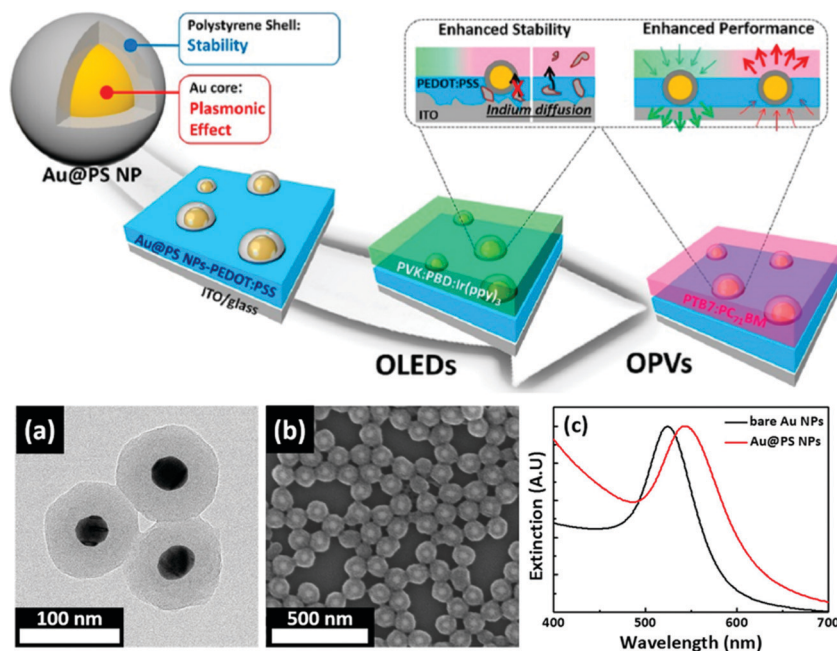 Polystyrene Shell:
Stability
Au core:
Plasmonic
Effect
Au@PS NP
Enhanced Stability
Enhanced Performance
PEDOT:PSS
ITO
Indium diffusion
Au@PS NPs-PEDOT:PSS
ITO/glass
PVK:PBD:Ir(ppy)₃
PTB7:PC₇₁BM
OLEDs
OPVs
(a)
100 nm
(b)
500 nm
(c)
bare Au NPs
Au@PS NPs
Extinction (A.U)
400
500
600
700
Wavelength (nm)